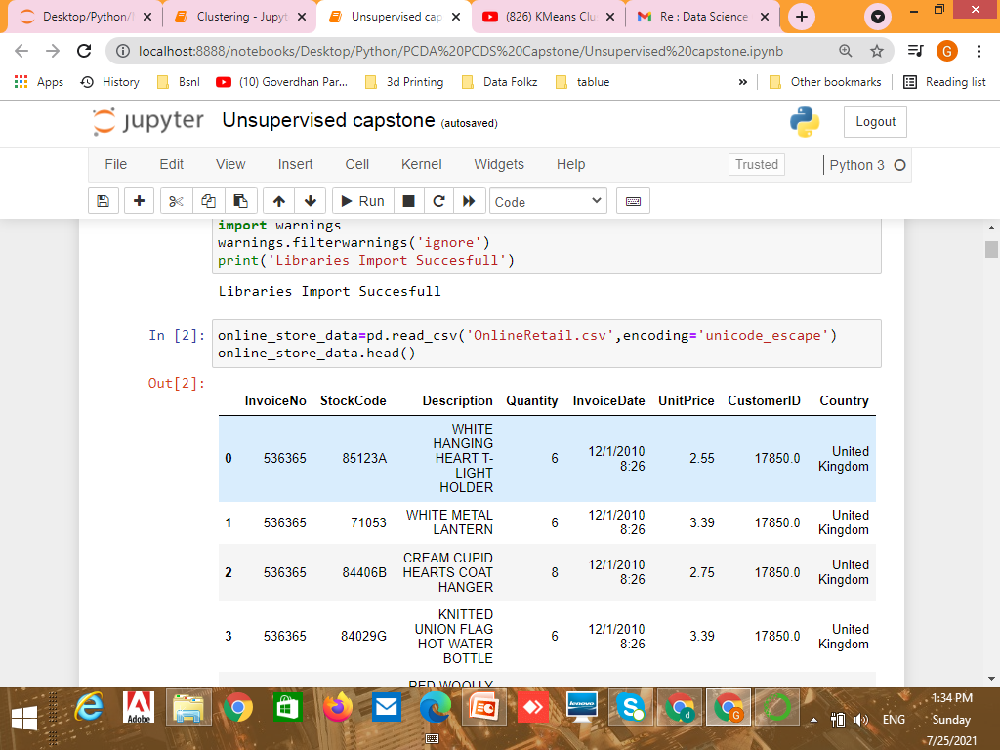 Desktop/Python/
Clustering - Jupyt
Unsupervised cap
(826) KMeans Clu
Re : Data Science
localhost:8888/notebooks/Desktop/Python/PCDA%20PCDS%20Capstone/Unsupervised%20capstone.ipynb
G
Apps
History
Bsnl
(10) Goverdhan Par...
3d Printing
Data Folkz
tablue
»
Other bookmarks
Reading list
jupyter Unsupervised capstone (autosaved)
Logout
File Edit View Insert Cell Kernel Widgets Help
Trusted
Python 3
Run
Code
import warnings
warnings.filterwarnings('ignore')
print('Libraries Import Succesfull')
Libraries Import Succesfull
In [2]: online_store_data=pd.read_csv('OnlineRetail.csv',encoding='unicode_escape')
online_store_data.head()
Out[2]:
InvoiceNo StockCode Description Quantity InvoiceDate UnitPrice CustomerID Country
0 536365 85123A WHITE HANGING HEART T-LIGHT HOLDER 6 12/1/2010 8:26 2.55 17850.0 United Kingdom
1 536365 71053 WHITE METAL LANTERN 6 12/1/2010 8:26 3.39 17850.0 United Kingdom
2 536365 84406B CREAM CUPID HEARTS COAT HANGER 8 12/1/2010 8:26 2.75 17850.0 United Kingdom
3 536365 84029G KNITTED UNION FLAG HOT WATER BOTTLE 6 12/1/2010 8:26 3.39 17850.0 United Kingdom
RED WOOLLY
Adobe
lenovo
d
G
ENG
1:34 PM
Sunday
7/25/2021